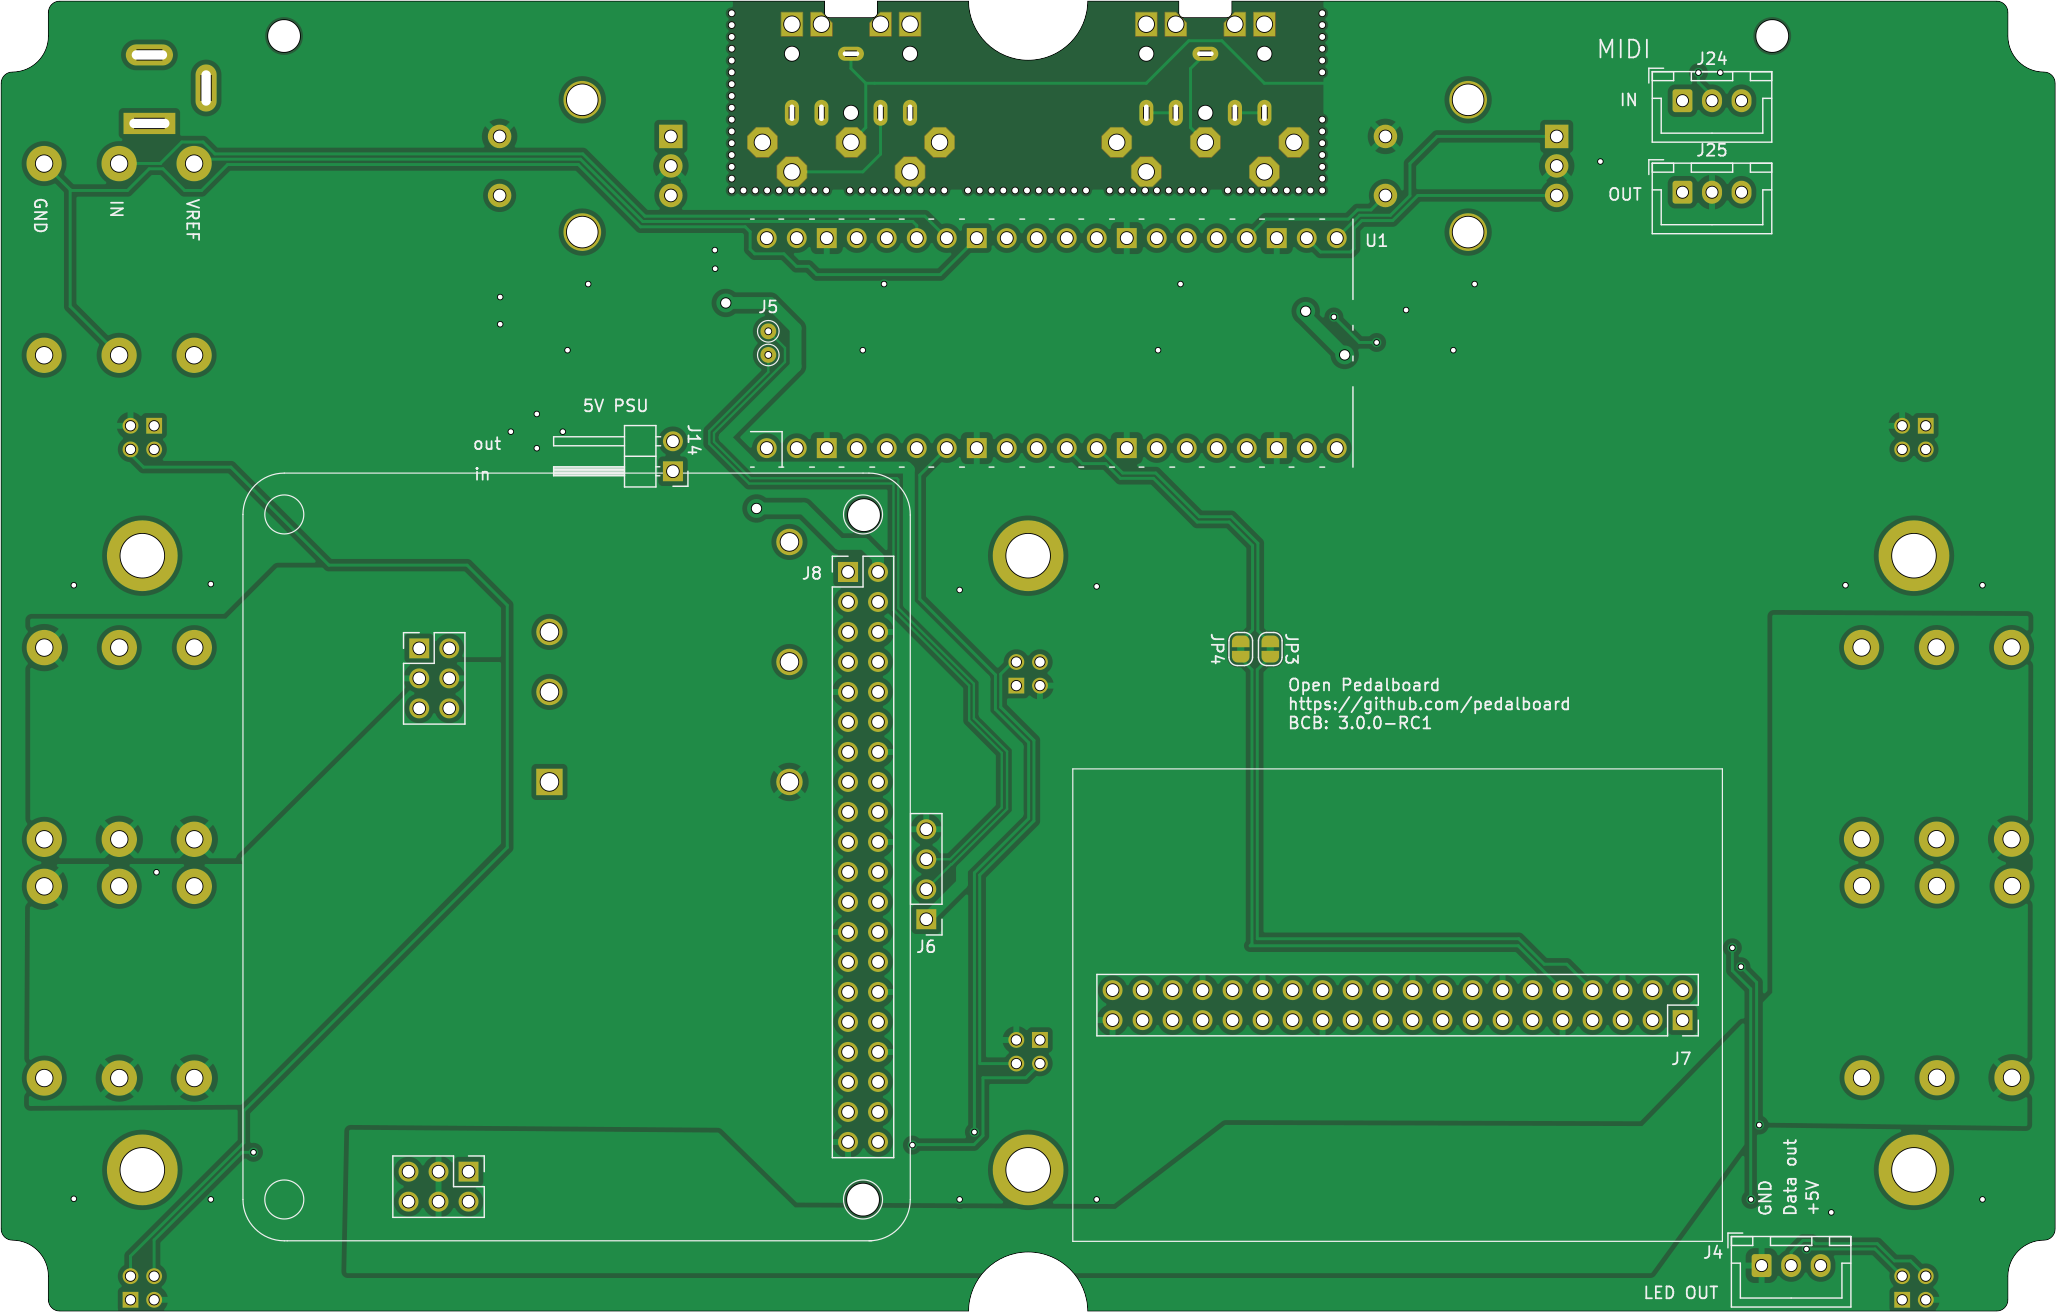 MIDI
J24
IN
J25
OUT
GND
IN
VREF
U1
J5
5V PSU
out
in
J14
J8
JP4
JP3
Open Pedalboard
https://github.com/pedalboard
BCB: 3.0.0-RC1
J6
J7
GND
Data out
+5V
J4
LED OUT